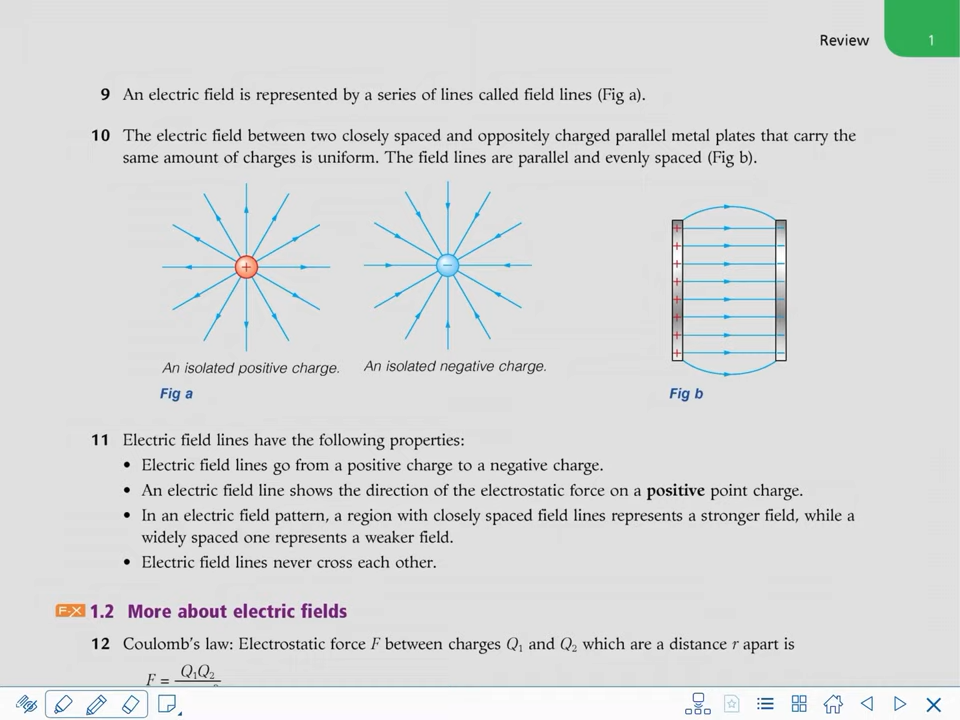 Review 1
9 An electric field is represented by a series of lines called field lines (Fig a).
10 The electric field between two closely spaced and oppositely charged parallel metal plates that carry the
same amount of charges is uniform. The field lines are parallel and evenly spaced (Fig b).
An isolated positive charge. An isolated negative charge.
Fig a Fig b
11 Electric field lines have the following properties:
• Electric field lines go from a positive charge to a negative charge.
• An electric field line shows the direction of the electrostatic force on a positive point charge.
• In an electric field pattern, a region with closely spaced field lines represents a stronger field, while a
widely spaced one represents a weaker field.
• Electric field lines never cross each other.
F-X 1.2 More about electric fields
12 Coulomb's law: Electrostatic force F between charges Q₁ and Q₂ which are a distance r apart is
F = Q₁Q₂